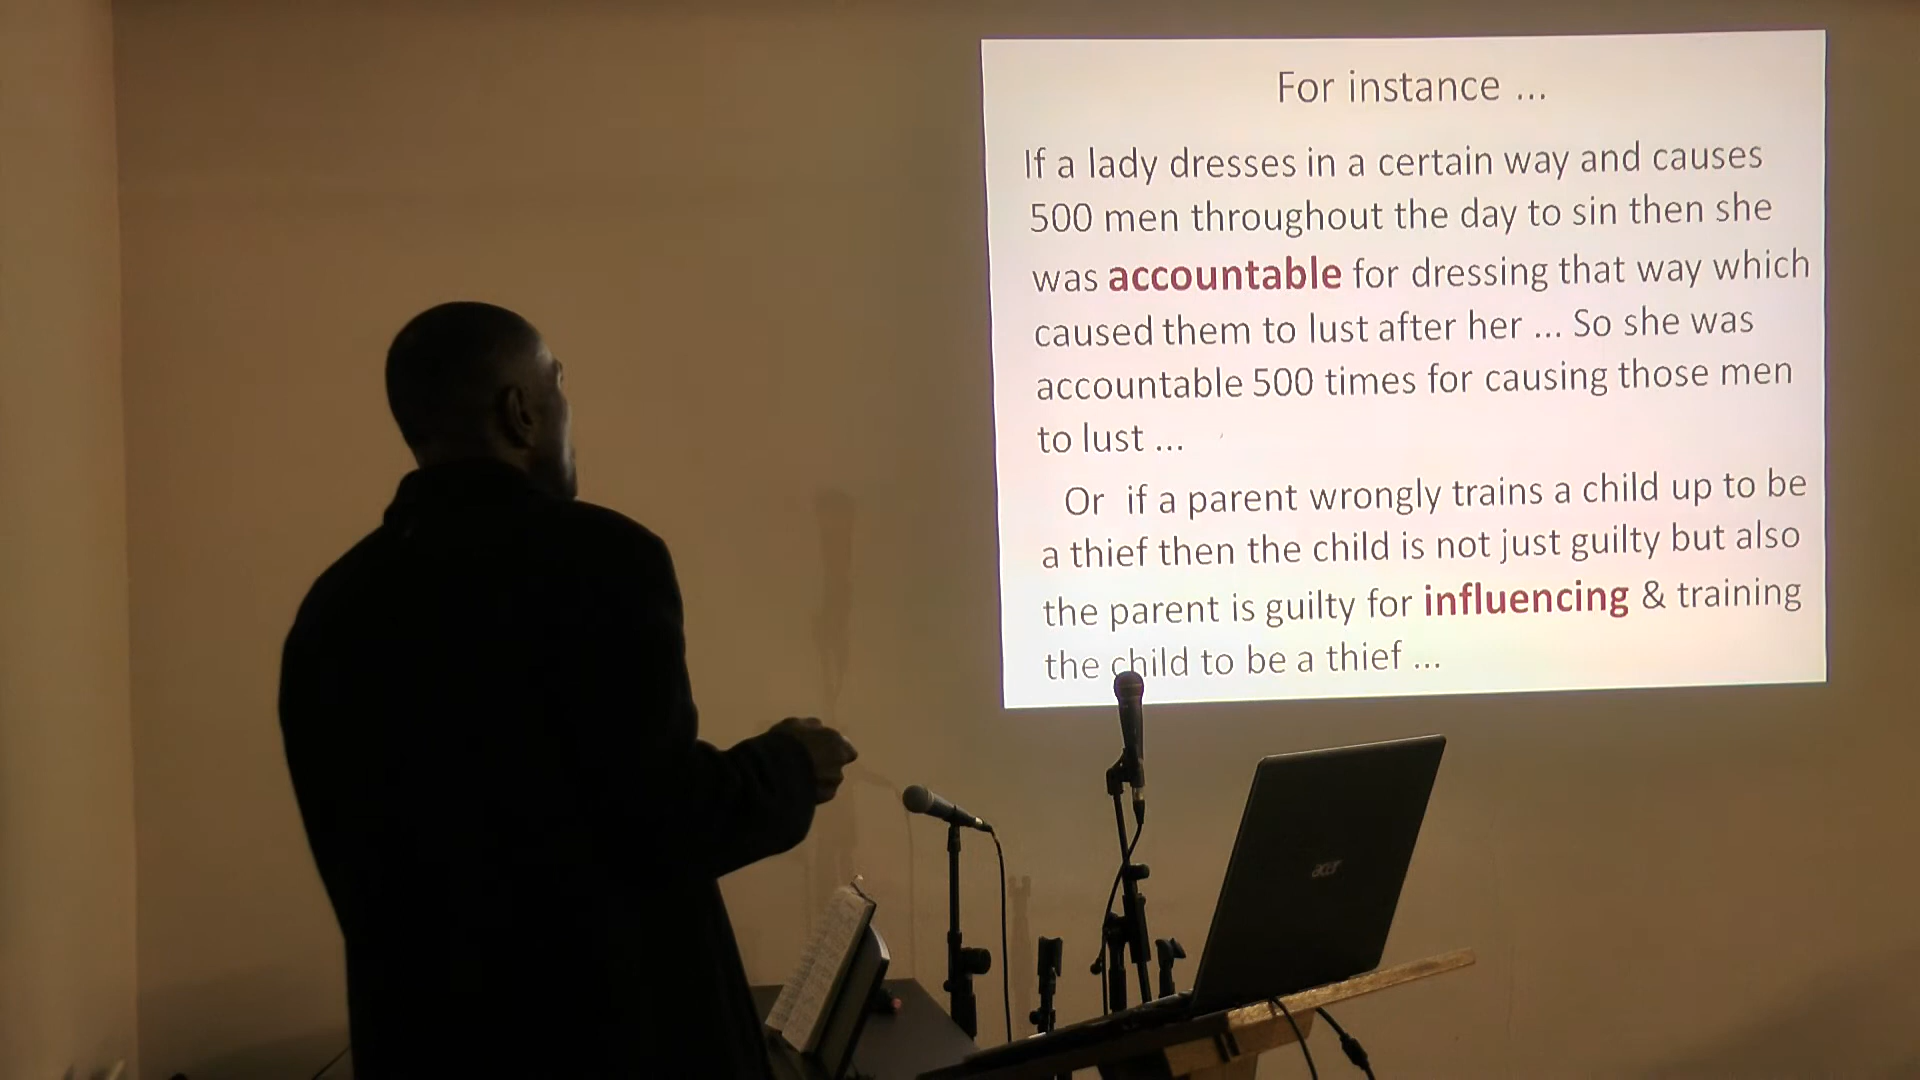 For instance ...
If a lady dresses in a certain way and causes
500 men throughout the day to sin then she
was accountable for dressing that way which
caused them to lust after her ... So she was
accountable 500 times for causing those men
to lust ...
Or if a parent wrongly trains a child up to be
a thief then the child is not just guilty but also
the parent is guilty for influencing & training
the child to be a thief ...
acer